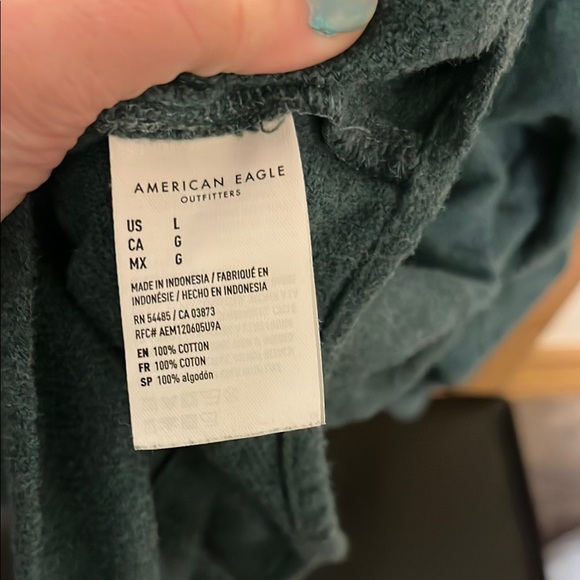 AMERICAN EAGLE
OUTFITTERS
US L
CA G
MX G
MADE IN INDONESIA / FABRIQUÉ EN
INDONÉSIE / HECHO EN INDONESIA
RN 54485 / CA 03873
RFC# AEM120605U9A
EN 100% COTTON
FR 100% COTON
SP 100% algodón